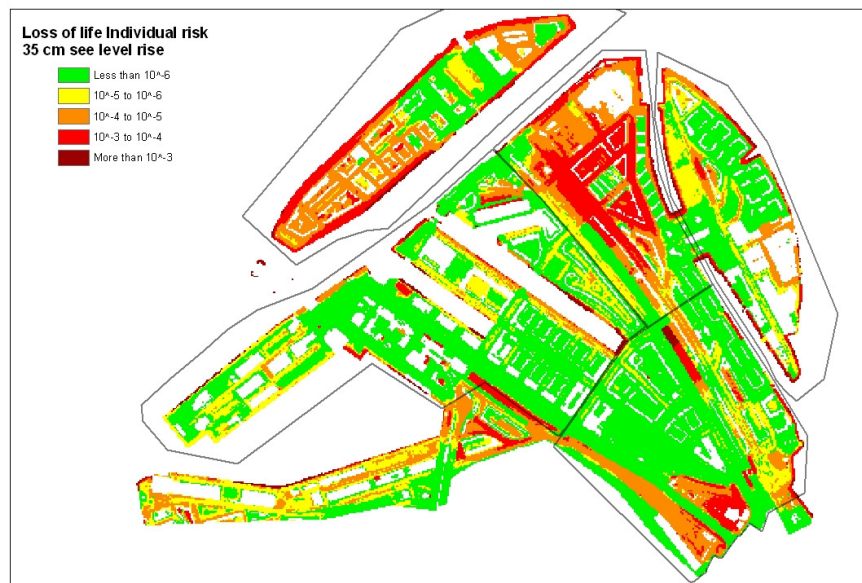 Loss of life Individual risk
35 cm see level rise
Less than 10^-6
10^-5 to 10^-6
10^-4 to 10^-5
10^-3 to 10^-4
More than 10^-3